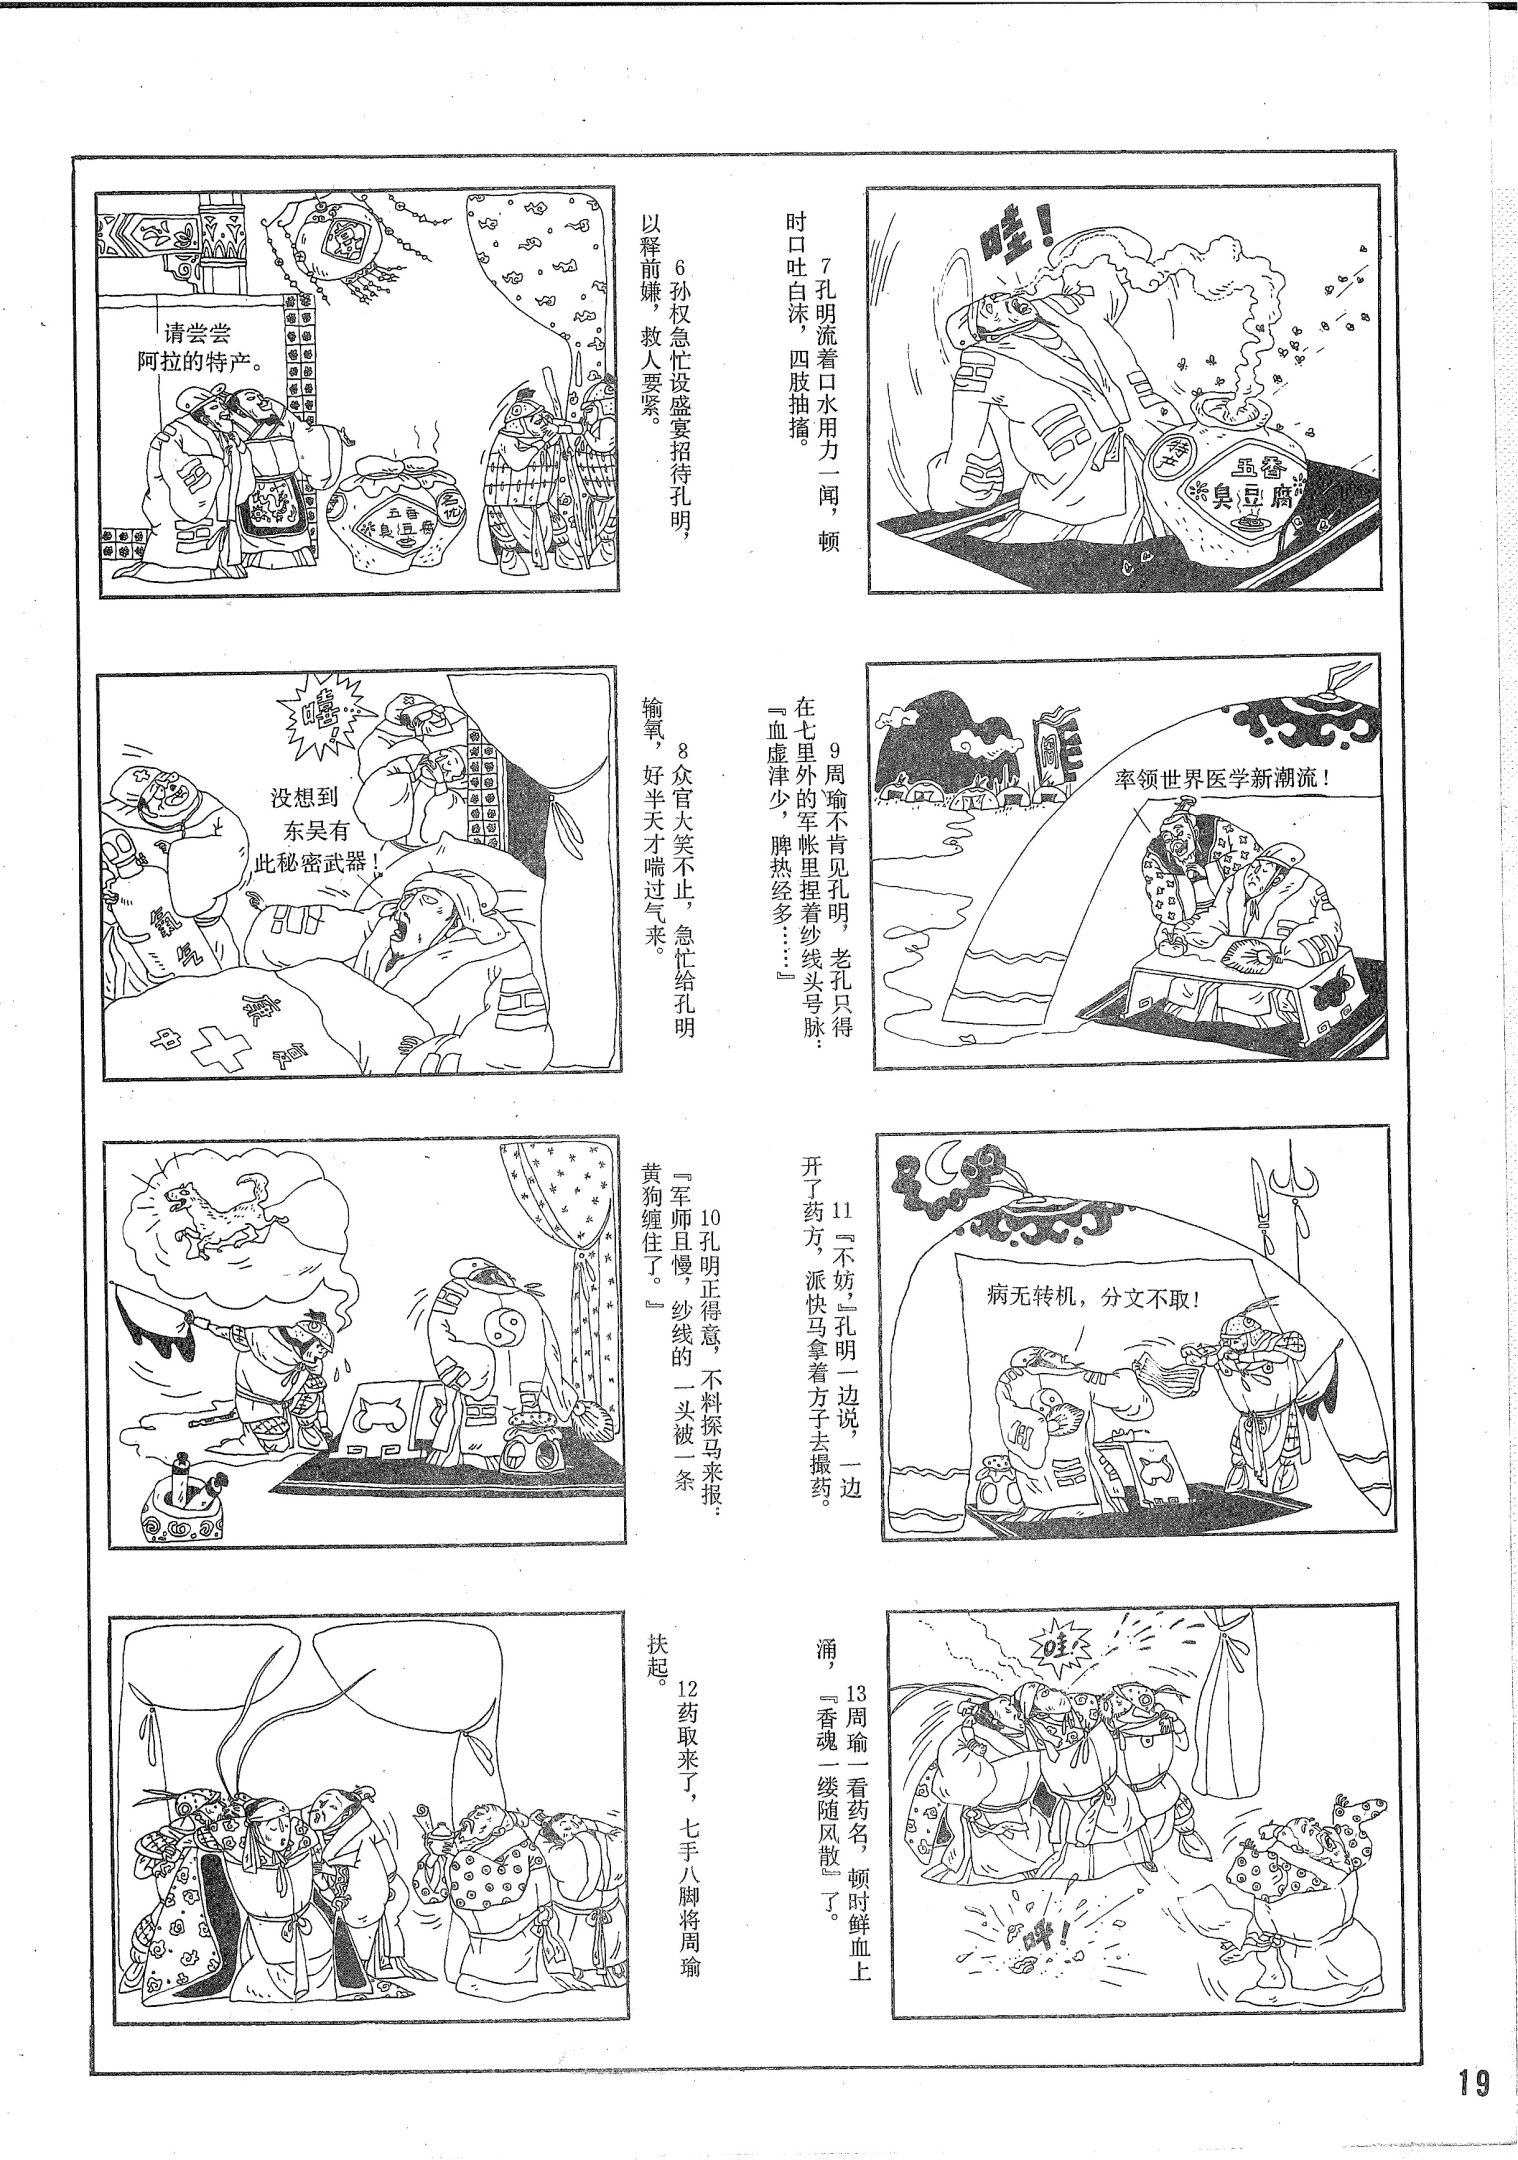 6孙权急忙设盛宴招待孔明，
以释前嫌，救人要紧。
请尝尝
阿拉的特产。
五香
臭豆腐
名优
7孔明流着口水用力一闻，顿
时口吐白沫，四肢抽搐。
哇！
特产
五香
臭豆腐
8众官大笑不止，急忙给孔明
输氧，好半天才喘过气来。
嘻…
没想到
东吴有
此秘密武器！
氧气
中
医
9周瑜不肯见孔明，老孔只得
在七里外的军帐里捏着纱线头号脉：
『血虚津少，脾热经多……』
周
率领世界医学新潮流！
10孔明正得意，不料探马来报：
『军师且慢，纱线的一头被一条
黄狗缠住了。』
11『不妨，』孔明一边说，一边
开了药方，派快马拿着方子去撮药。
病无转机，分文不取！
12药取来了，七手八脚将周瑜
扶起。
13周瑜一看药名，顿时鲜血上
涌，『香魂一缕随风散』了。
哇！
呯！
19